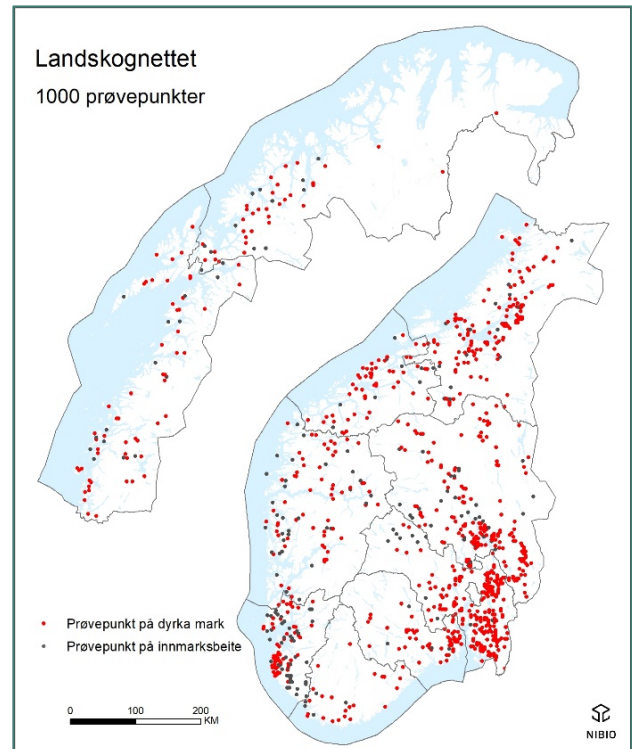 Landskognettet
1000 prøvepunkter
Prøvepunkt på dyrka mark
Prøvepunkt på innmarksbeite
0 100 200
KM
NIBIO